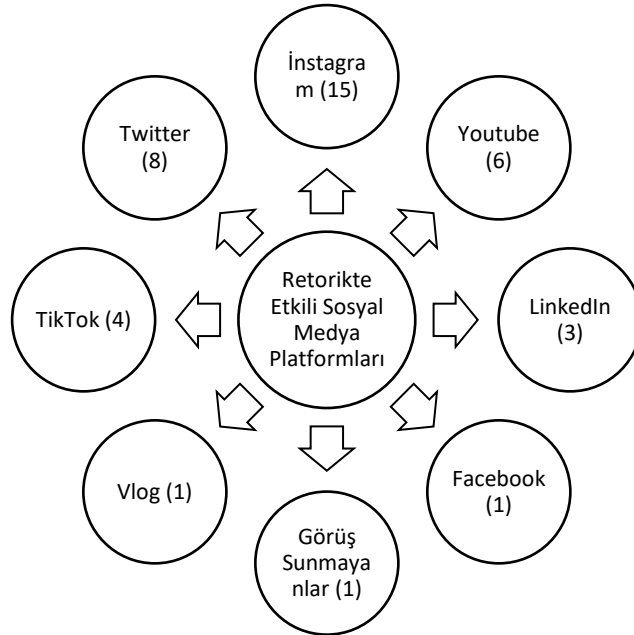 İnstagra
m (15)
Youtube
(6)
LinkedIn
(3)
Facebook
(1)
Görüş
Sunmaya
nlar (1)
Vlog (1)
TikTok (4)
Twitter
(8)
Retorikte
Etkili Sosyal
Medya
Platformları